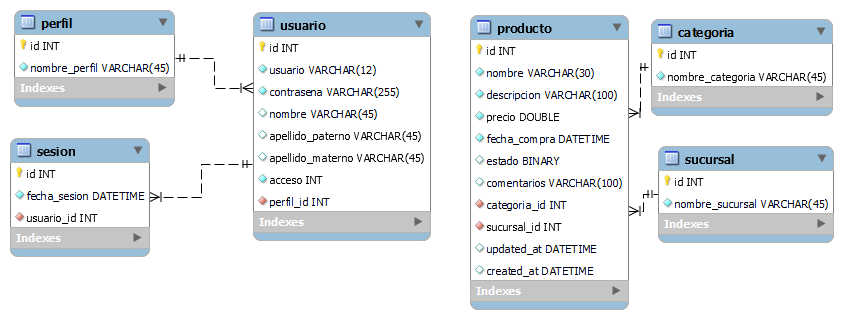 perfil
id INT
nombre_perfil VARCHAR(45)
Indexes
usuario
id INT
usuario VARCHAR(12)
contrasena VARCHAR(255)
nombre VARCHAR(45)
apellido_paterno VARCHAR(45)
apellido_materno VARCHAR(45)
acceso INT
perfil_id INT
Indexes
sesion
id INT
fecha_sesion DATETIME
usuario_id INT
Indexes
producto
id INT
nombre VARCHAR(30)
descripcion VARCHAR(100)
precio DOUBLE
fecha_compra DATETIME
estado BINARY
comentarios VARCHAR(100)
categoria_id INT
sucursal_id INT
updated_at DATETIME
created_at DATETIME
Indexes
categoria
id INT
nombre_categoria VARCHAR(45)
Indexes
sucursal
id INT
nombre_sucursal VARCHAR(45)
Indexes